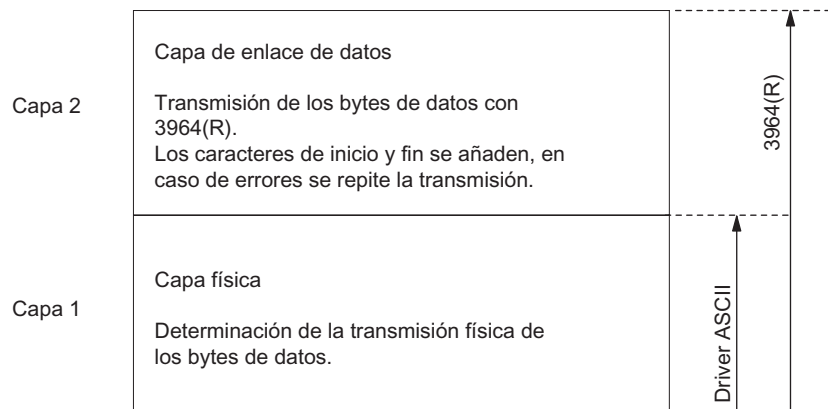 Capa de enlace de datos
Capa 2
Transmisión de los bytes de datos con
3964(R).
Los caracteres de inicio y fin se añaden, en
caso de errores se repite la transmisión.
3964(R)
Capa física
Capa 1
Determinación de la transmisión física de
los bytes de datos.
Driver ASCII